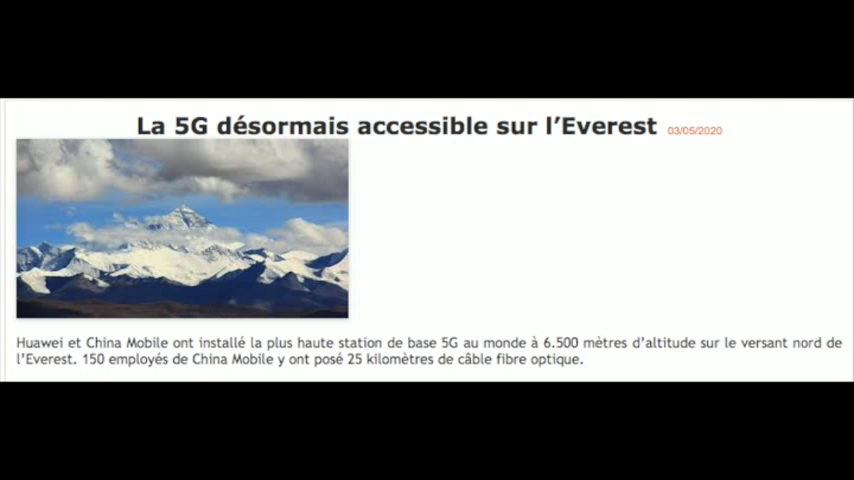 La 5G désormais accessible sur l’Everest 03/05/2020
Huawei et China Mobile ont installé la plus haute station de base 5G au monde à 6.500 mètres d’altitude sur le versant nord de
l’Everest. 150 employés de China Mobile y ont posé 25 kilomètres de câble fibre optique.